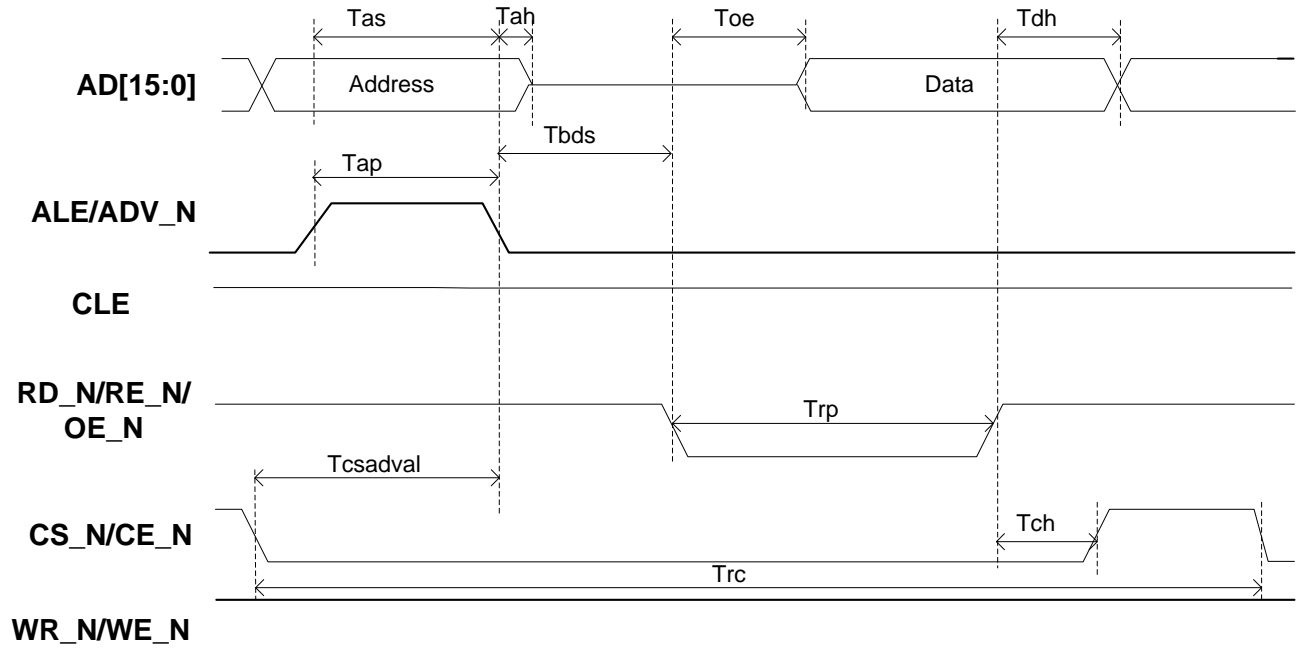 Tas Tah Toe Tdh
AD[15:0] Address Data
Tbds
Tap
ALE/ADV_N
CLE
RD_N/RE_N/
OE_N
Trp
Tcsadval
CS_N/CE_N
Tch
Trc
WR_N/WE_N